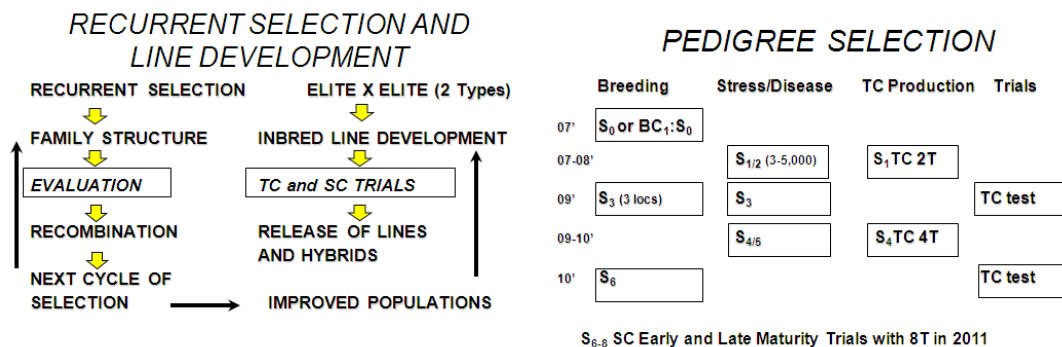 RECURRENT SELECTION AND
LINE DEVELOPMENT
RECURRENT SELECTION
ELITE X ELITE (2 Types)
FAMILY STRUCTURE
INBRED LINE DEVELOPMENT
EVALUATION
TC and SC TRIALS
RECOMBINATION
RELEASE OF LINES
AND HYBRIDS
NEXT CYCLE OF
SELECTION
IMPROVED POPULATIONS
PEDIGREE SELECTION
Breeding Stress/Disease TC Production Trials
07' S0 or BC1:S0
07-08' S1/2 (3-5,000) S1TC 2T
09' S3 (3 locs) S3 TC test
09-10' S4/5 S4TC 4T
10' S6 TC test
S6-8 SC Early and Late Maturity Trials with 8T in 2011